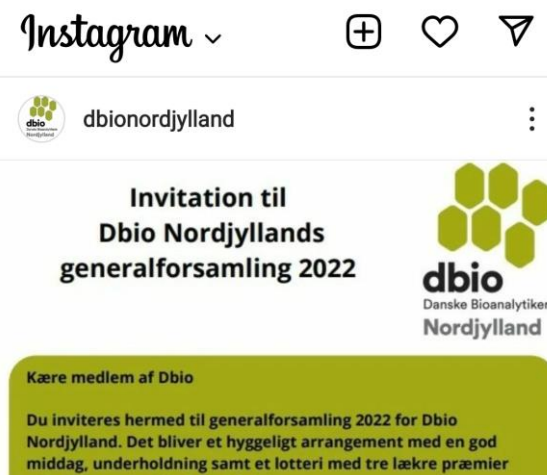 Instagram
dbionordjylland
Invitation til
Dbio Nordjyllands
generalforsamling 2022
dbio
Danske Bioanalytiker
Nordjylland
Kære medlem af Dbio
Du inviteres hermed til generalforsamling 2022 for Dbio
Nordjylland. Det bliver et hyggeligt arrangement med en god
middag, underholdning samt et lotteri med tre lækre præmier